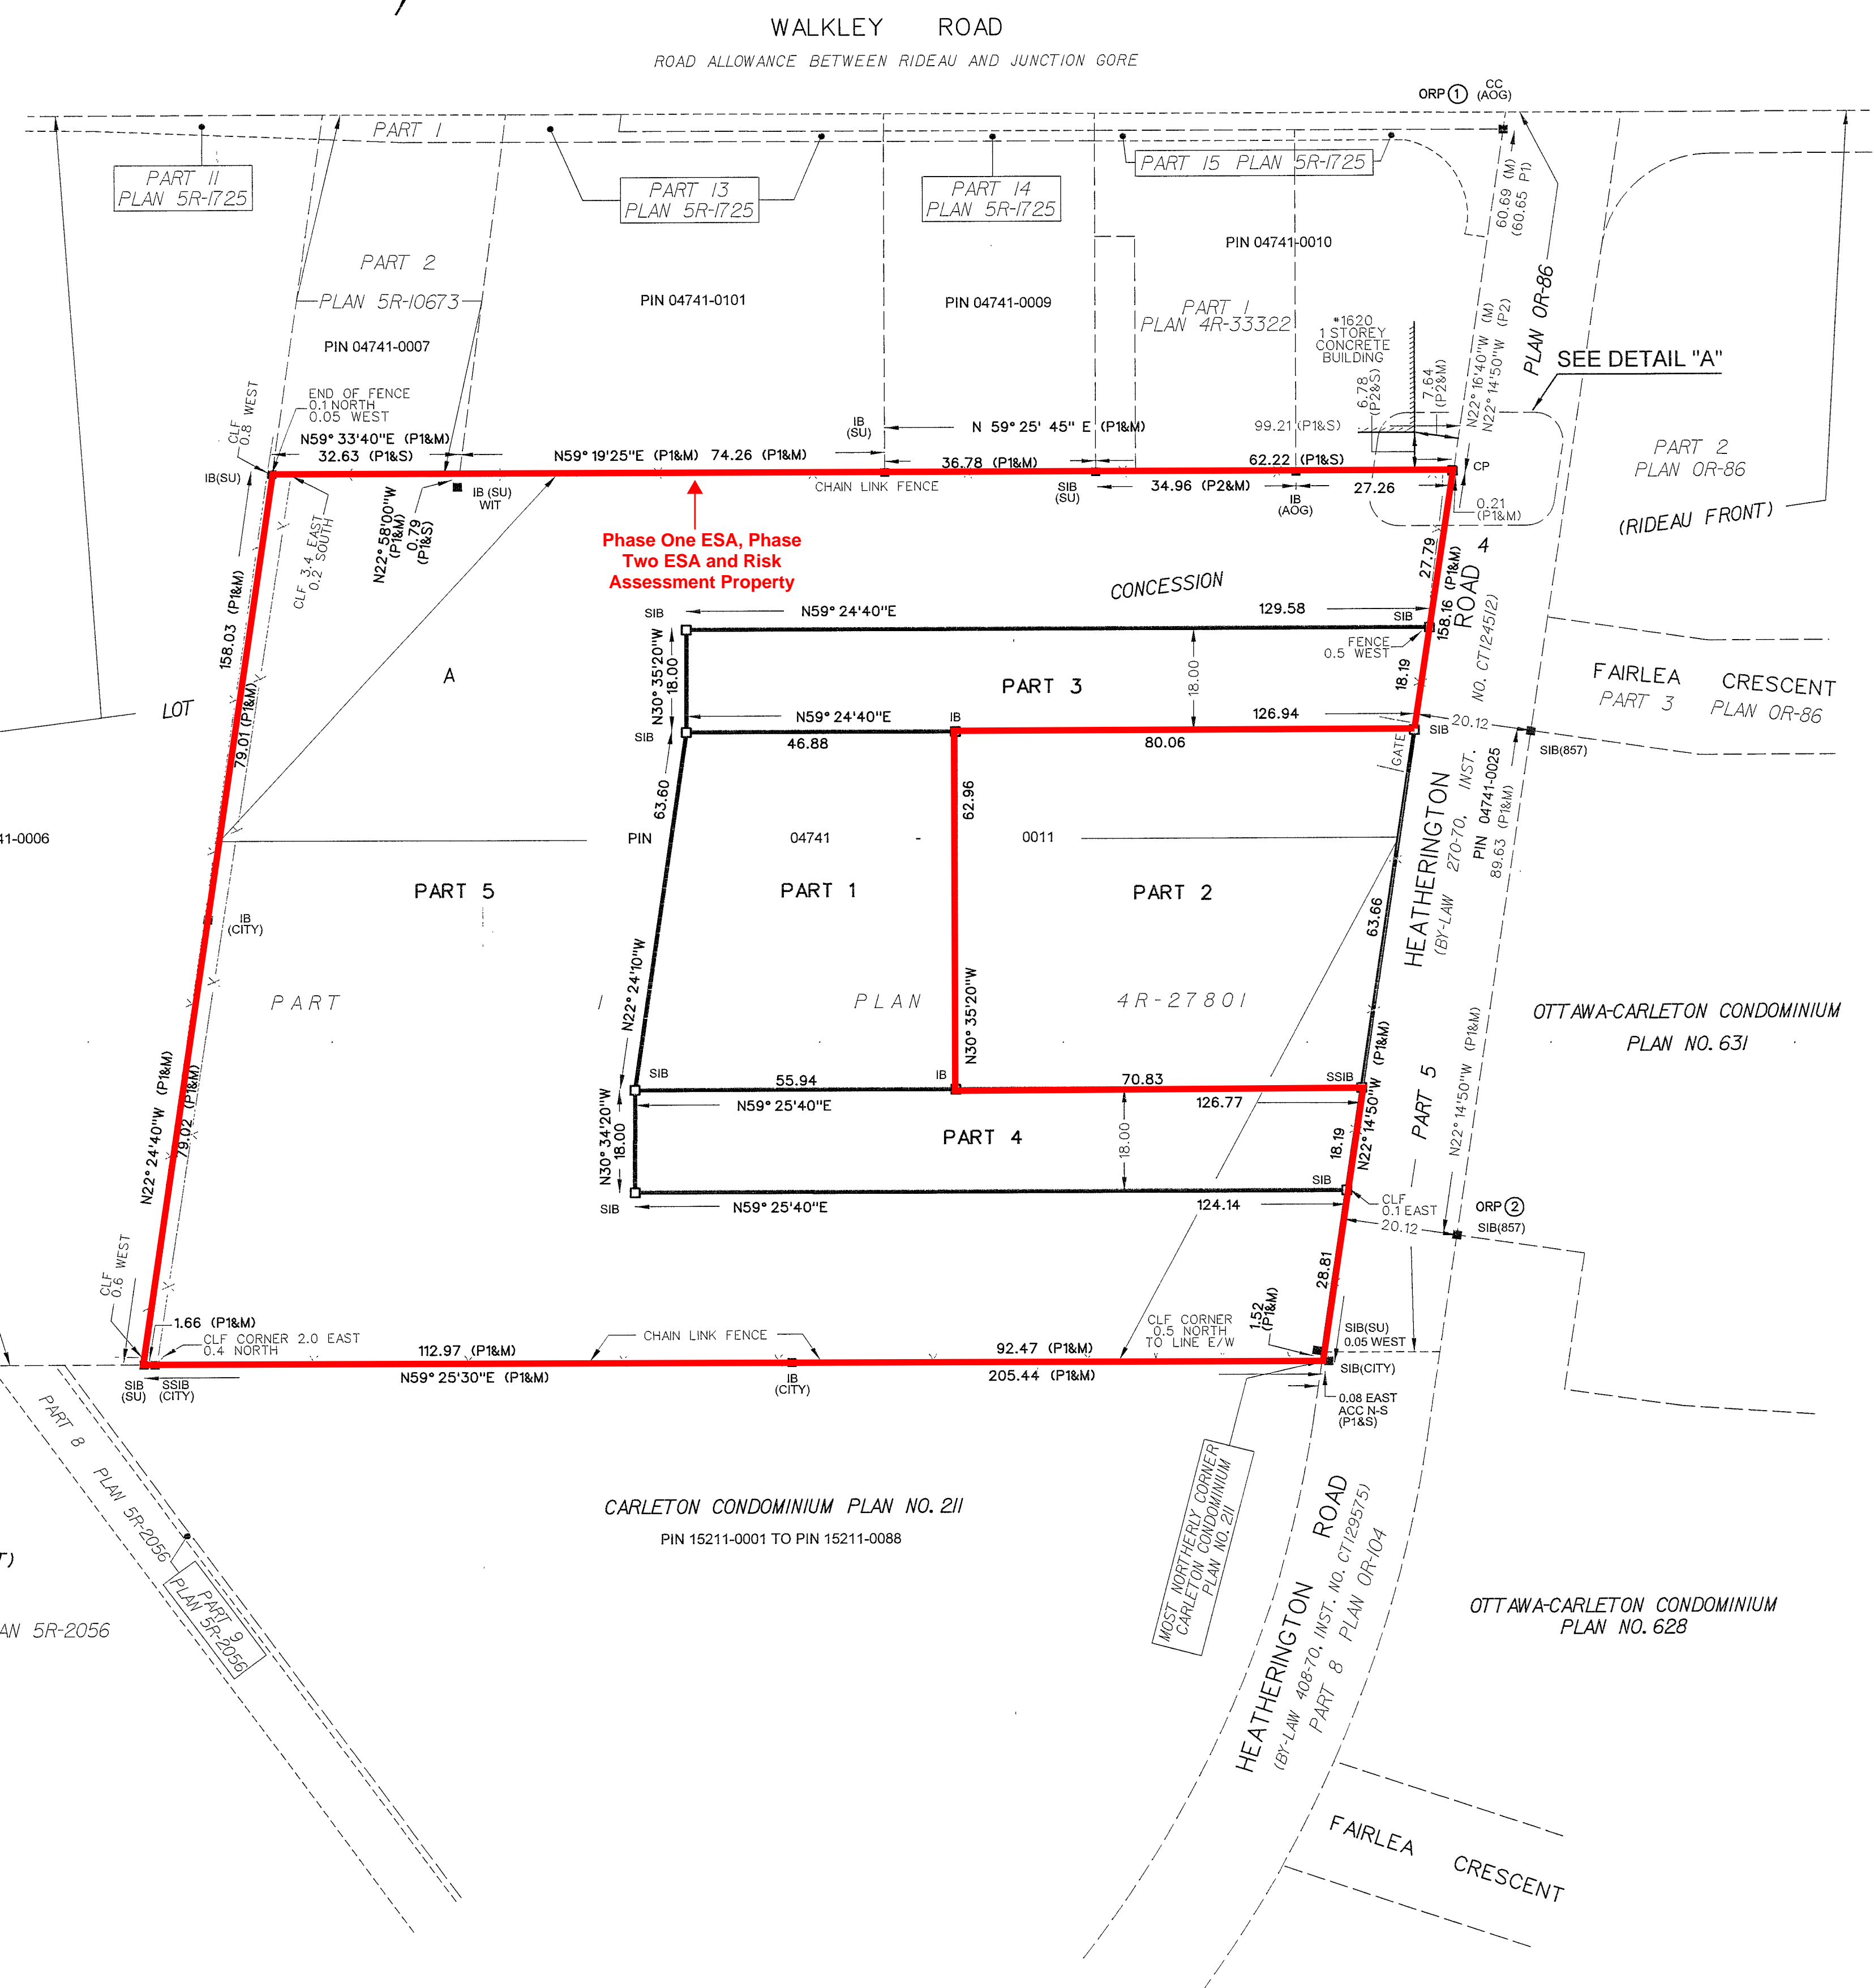 WALKLEY ROAD
ROAD ALLOWANCE BETWEEN RIDEAU AND JUNCTION GORE
ORP 1 CC
(AOG)
PART 1
PART 11
PLAN 5R-1725
PART 13
PLAN 5R-1725
PART 14
PLAN 5R-1725
PART 15 PLAN 5R-1725
60.69 (M)
(60.65 P1)
PLAN OR-86
PIN 04741-0010
PART 2
PLAN 5R-10673
PIN 04741-0007
PIN 04741-0101
PIN 04741-0009
PART 1
PLAN 4R-33322
#1620
1 STOREY
CONCRETE
BUILDING
6.78
(P2&S)
7.64
(P2&M)
N22°16'40"W (M)
N22°14'50"W (P2)
SEE DETAIL "A"
PART 2
PLAN OR-86
(RIDEAU FRONT)
CLF
0.8 WEST
END OF FENCE
0.1 NORTH
0.05 WEST
N59°33'40"E (P1&M)
32.63 (P1&S)
N59°19'25"E (P1&M) 74.26 (P1&M)
IB
(SU)
N 59°25' 45" E (P1&M)
36.78 (P1&M)
99.21 (P1&S)
62.22 (P1&S)
CP
IB(SU)
IB (SU)
WIT
CHAIN LINK FENCE
SIB
(SU)
34.96 (P2&M)
IB
(AOG)
27.26
0.21
(P1&M)
CLF 3.4 EAST
0.2 SOUTH
N22°58'00"W
(P1&M)
0.79
(P1&S)
Phase One ESA, Phase
Two ESA and Risk
Assessment Property
CONCESSION
27.79
158.16 (P1&M)
ROAD 4
158.03 (P1&M)
SIB
N59°24'40"E
129.58
SIB
FENCE
0.5 WEST
N30°35'20"W
18.00
PART 3
18.00
18.19
NO. CT124512)
FAIRLEA CRESCENT
PART 3 PLAN OR-86
A
LOT
79.01 (P1&M)
N59°24'40"E
IB
126.94
SIB
46.88
80.06
SIB
20.12
SIB(857)
GATE
63.60
62.96
HEATHERINGTON
(BY-LAW 270-70, INST.
PIN 04741-0025
89.63 (P1&M)
41-0006
PIN 04741 - 0011
PART 5
PART 1
PART 2
63.66
IB
(CITY)
N22°24'10"W
N30°35'20"W
PART 1 PLAN 4R-27801
OTTAWA-CARLETON CONDOMINIUM
PLAN NO. 631
N22°24'40"W (P1&M)
79.02 (P1&M)
SIB
IB
55.94
70.83
SSIB
N22°14'50"W (P1&M)
PART 5
N22°14'50"W (P1&M)
N59°25'40"E
126.77
N30°34'20"W
18.00
PART 4
18.00
18.19
SIB
SIB
N59°25'40"E
124.14
CLF
0.1 EAST
20.12
ORP 2
SIB(857)
28.81
CLF
0.6 WEST
1.66 (P1&M)
CLF CORNER 2.0 EAST
0.4 NORTH
CHAIN LINK FENCE
CLF CORNER
0.5 NORTH
TO LINE E/W
1.52
(P1&M)
SIB(SU)
0.05 WEST
112.97 (P1&M)
92.47 (P1&M)
SIB(CITY)
SIB
(SU)
SSIB
(CITY)
N59°25'30"E (P1&M)
IB
(CITY)
205.44 (P1&M)
0.08 EAST
ACC N-S
(P1&S)
PART 8 PLAN 5R-2056
PART 9
PLAN 5R-2056
MOST NORTHERLY CORNER
CARLETON CONDOMINIUM
PLAN NO. 211
CARLETON CONDOMINIUM PLAN NO. 211
PIN 15211-0001 TO PIN 15211-0088
HEATHERINGTON ROAD
(BY-LAW 408-70, INST. NO. CT129575)
PART 8 PLAN OR-104
T)
AN 5R-2056
OTTAWA-CARLETON CONDOMINIUM
PLAN NO. 628
FAIRLEA CRESCENT